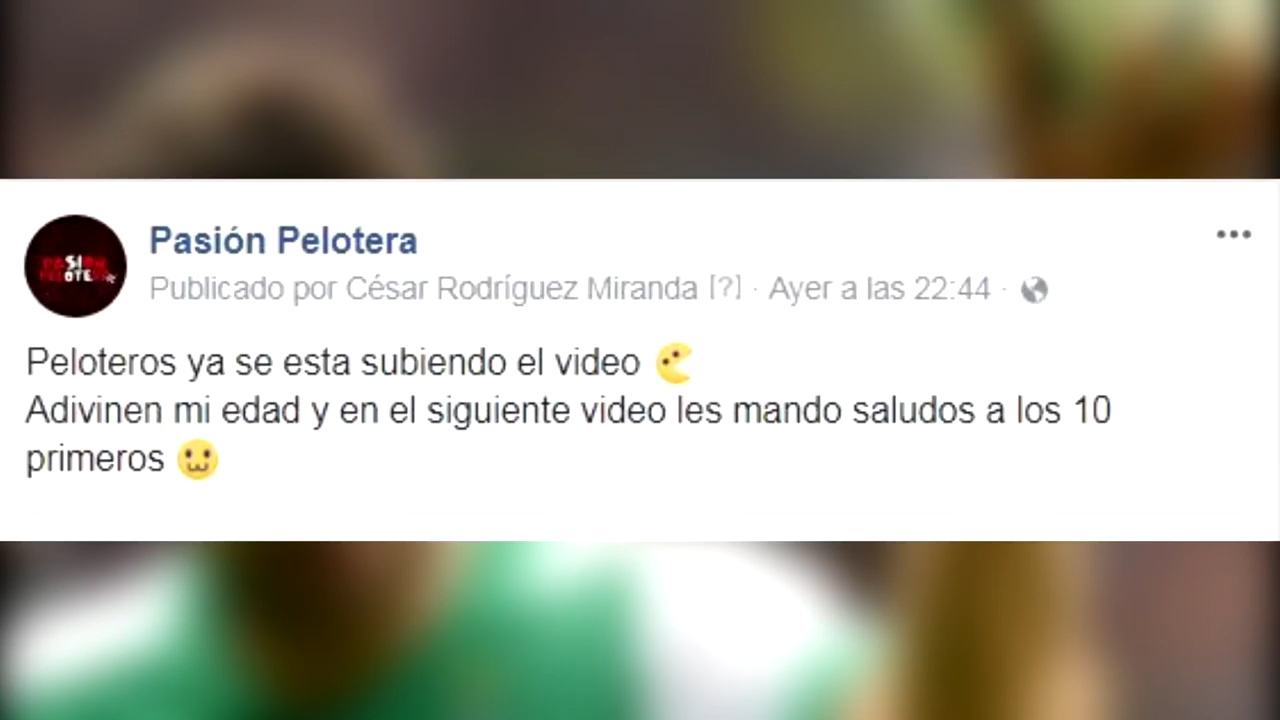 Pasión Pelotera
Publicado por César Rodríguez Miranda [?] · Ayer a las 22:44 ·
Peloteros ya se esta subiendo el video
Adivinen mi edad y en el siguiente video les mando saludos a los 10
primeros